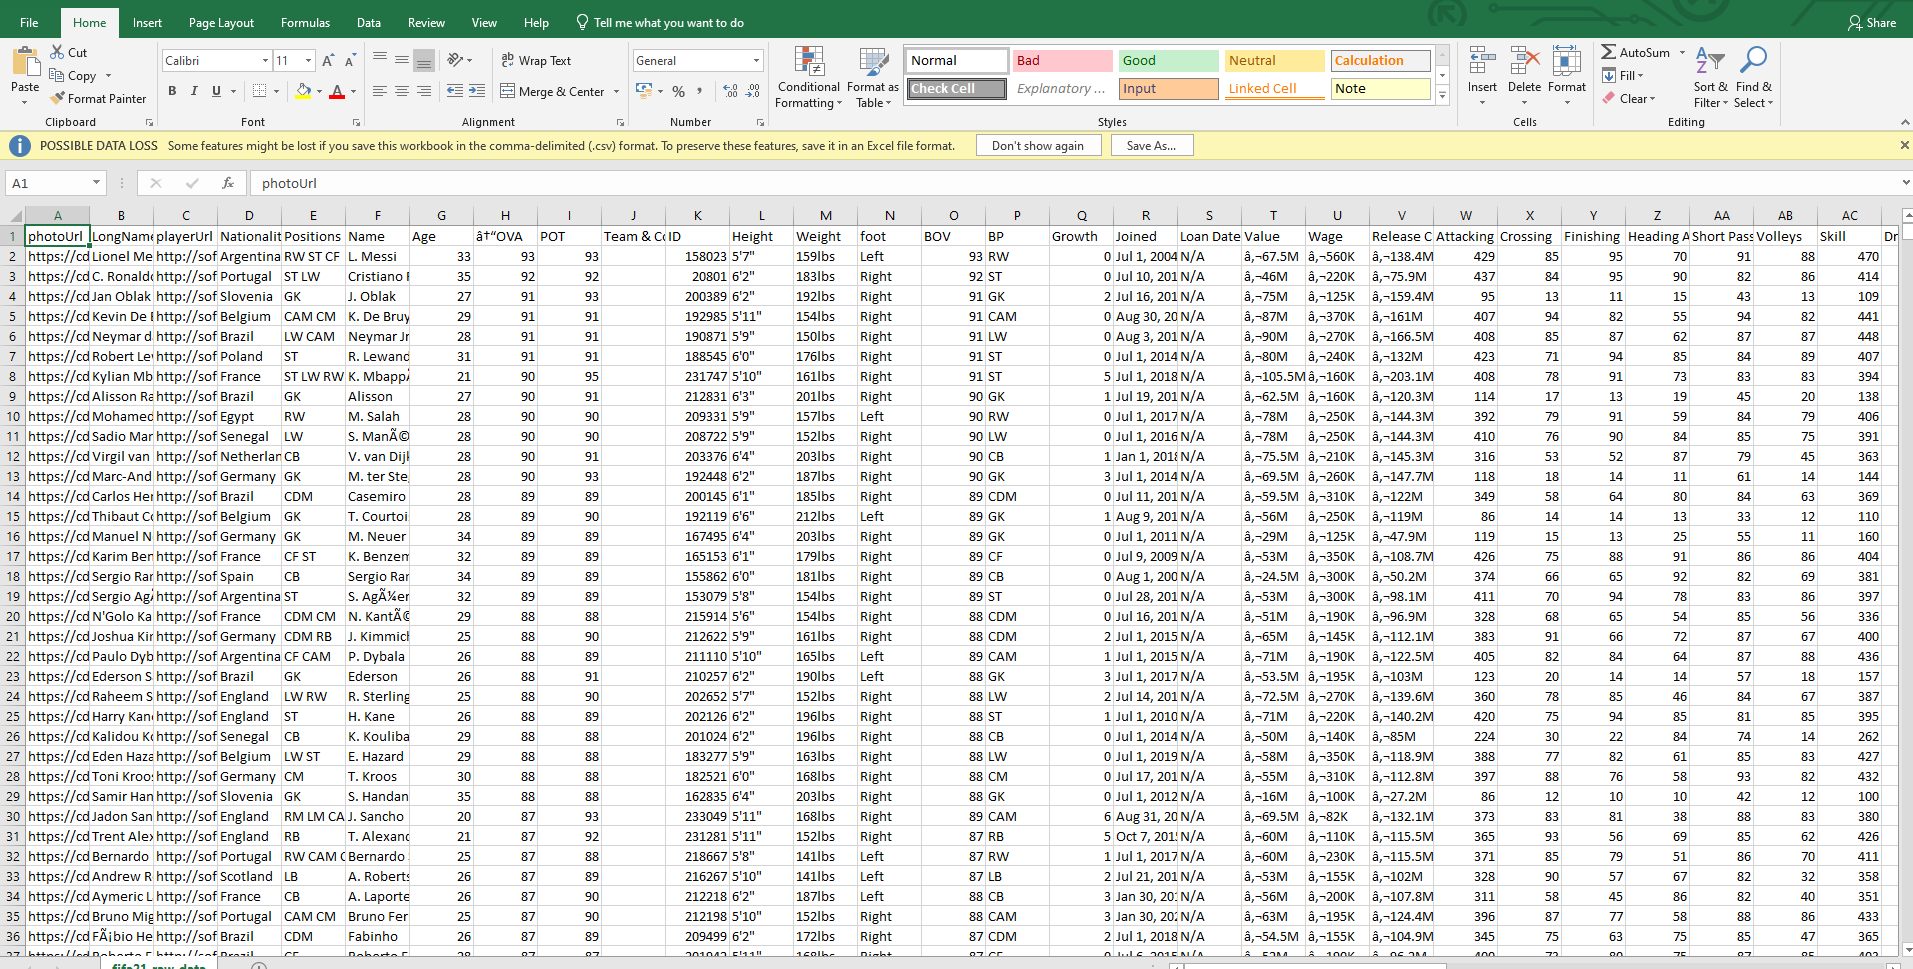 File Home Insert Page Layout Formulas Data Review View Help Tell me what you want to do Share
Cut
Copy
Format Painter
Paste
Clipboard
Calibri 11
B I U
Font
Wrap Text
Merge & Center
Alignment
General
% ,
Number
Conditional Formatting
Format as Table
Normal Bad Good Neutral Calculation
Check Cell Explanatory ... Input Linked Cell Note
Styles
Insert Delete Format
Cells
AutoSum
Fill
Clear
Sort & Filter
Find & Select
Editing
POSSIBLE DATA LOSS Some features might be lost if you save this workbook in the comma-delimited (.csv) format. To preserve these features, save it in an Excel file format. Don't show again Save As...
A1 fx photoUrl
A B C D E F G H I J K L M N O P Q R S T U V W X Y Z AA AB AC
1 photoUrl LongName playerUrl Nationalit Positions Name Age â†“OVA POT Team & Co ID Height Weight foot BOV BP Growth Joined Loan Date Value Wage Release C Attacking Crossing Finishing Heading A Short Pass Volleys Skill Dr
2 https://cd Lionel Me http://sof Argentina RW ST CF L. Messi 33 93 93 158023 5'7" 159lbs Left 93 RW 0 Jul 1, 2004 N/A â‚¬67.5M â‚¬560K â‚¬138.4M 429 85 95 70 91 88 470
3 https://cd C. Ronaldo http://sof Portugal ST LW Cristiano R 35 92 92 20801 6'2" 183lbs Right 92 ST 0 Jul 10, 201 N/A â‚¬46M â‚¬220K â‚¬75.9M 437 84 95 90 82 86 414
4 https://cd Jan Oblak http://sof Slovenia GK J. Oblak 27 91 93 200389 6'2" 192lbs Right 91 GK 2 Jul 16, 201 N/A â‚¬75M â‚¬125K â‚¬159.4M 95 13 11 15 43 13 109
5 https://cd Kevin De B http://sof Belgium CAM CM K. De Bruy 29 91 91 192985 5'11" 154lbs Right 91 CAM 0 Aug 30, 20 N/A â‚¬87M â‚¬370K â‚¬161M 407 94 82 55 94 82 441
6 https://cd Neymar d http://sof Brazil LW CAM Neymar Jr 28 91 91 190871 5'9" 150lbs Right 91 LW 0 Aug 3, 201 N/A â‚¬90M â‚¬270K â‚¬166.5M 408 85 87 62 87 87 448
7 https://cd Robert Lew http://sof Poland ST R. Lewand 31 91 91 188545 6'0" 176lbs Right 91 ST 0 Jul 1, 2014 N/A â‚¬80M â‚¬240K â‚¬132M 423 71 94 85 84 89 407
8 https://cd Kylian Mb http://sof France ST LW RW K. MbappÃ 21 90 95 231747 5'10" 161lbs Right 91 ST 5 Jul 1, 2018 N/A â‚¬105.5M â‚¬160K â‚¬203.1M 408 78 91 73 83 83 394
9 https://cd Alisson Ra http://sof Brazil GK Alisson 27 90 91 212831 6'3" 201lbs Right 90 GK 1 Jul 19, 201 N/A â‚¬62.5M â‚¬160K â‚¬120.3M 114 17 13 19 45 20 138
10 https://cd Mohamed http://sof Egypt RW M. Salah 28 90 90 209331 5'9" 157lbs Left 90 RW 0 Jul 1, 2017 N/A â‚¬78M â‚¬250K â‚¬144.3M 392 79 91 59 84 79 406
11 https://cd Sadio Man http://sof Senegal LW S. ManÃ© 28 90 90 208722 5'9" 152lbs Right 90 LW 0 Jul 1, 2016 N/A â‚¬78M â‚¬250K â‚¬144.3M 410 76 90 84 85 75 391
12 https://cd Virgil van http://sof Netherlan CB V. van Dijk 28 90 91 203376 6'4" 203lbs Right 90 CB 1 Jan 1, 2018 N/A â‚¬75.5M â‚¬210K â‚¬145.3M 316 53 52 87 79 45 363
13 https://cd Marc-And http://sof Germany GK M. ter Ste 28 90 93 192448 6'2" 187lbs Right 90 GK 3 Jul 1, 2014 N/A â‚¬69.5M â‚¬260K â‚¬147.7M 118 18 14 11 61 14 144
14 https://cd Carlos Hen http://sof Brazil CDM Casemiro 28 89 89 200145 6'1" 185lbs Right 89 CDM 0 Jul 11, 201 N/A â‚¬59.5M â‚¬310K â‚¬122M 349 58 64 80 84 63 369
15 https://cd Thibaut Co http://sof Belgium GK T. Courtoi 28 89 90 192119 6'6" 212lbs Left 89 GK 1 Aug 9, 201 N/A â‚¬56M â‚¬250K â‚¬119M 86 14 14 13 33 12 110
16 https://cd Manuel N http://sof Germany GK M. Neuer 34 89 89 167495 6'4" 203lbs Right 89 GK 0 Jul 1, 2011 N/A â‚¬29M â‚¬125K â‚¬47.9M 119 15 13 25 55 11 160
17 https://cd Karim Ben http://sof France CF ST K. Benzem 32 89 89 165153 6'1" 179lbs Right 89 CF 0 Jul 9, 2009 N/A â‚¬53M â‚¬350K â‚¬108.7M 426 75 88 91 86 86 404
18 https://cd Sergio Ran http://sof Spain CB Sergio Ran 34 89 89 155862 6'0" 181lbs Right 89 CB 0 Aug 1, 200 N/A â‚¬24.5M â‚¬300K â‚¬50.2M 374 66 65 92 82 69 381
19 https://cd Sergio AgÃ http://sof Argentina ST S. AgÃ¼er 32 89 89 153079 5'8" 154lbs Right 89 ST 0 Jul 28, 201 N/A â‚¬53M â‚¬300K â‚¬98.1M 411 70 94 78 83 86 397
20 https://cd N'Golo Ka http://sof France CDM CM N. KantÃ© 29 88 88 215914 5'6" 154lbs Right 88 CDM 0 Jul 16, 201 N/A â‚¬51M â‚¬190K â‚¬96.9M 328 68 65 54 85 56 336
21 https://cd Joshua Kin http://sof Germany CDM RB J. Kimmich 25 88 90 212622 5'9" 161lbs Right 88 CDM 2 Jul 1, 2015 N/A â‚¬65M â‚¬145K â‚¬112.1M 383 91 66 72 87 67 400
22 https://cd Paulo Dyb http://sof Argentina CF CAM P. Dybala 26 88 89 211110 5'10" 165lbs Left 88 CAM 1 Jul 1, 2015 N/A â‚¬71M â‚¬190K â‚¬122.5M 405 82 84 64 87 88 436
23 https://cd Ederson S http://sof Brazil GK Ederson 26 88 91 210257 6'2" 190lbs Left 88 GK 3 Jul 1, 2017 N/A â‚¬53.5M â‚¬195K â‚¬103M 123 20 14 14 57 18 157
24 https://cd Raheem S http://sof England LW RW R. Sterling 25 88 90 202652 5'7" 152lbs Right 88 LW 2 Jul 14, 201 N/A â‚¬72.5M â‚¬270K â‚¬139.6M 360 78 85 46 84 67 387
25 https://cd Harry Kane http://sof England ST H. Kane 26 88 89 202126 6'2" 196lbs Right 88 ST 1 Jul 1, 2010 N/A â‚¬71M â‚¬220K â‚¬140.2M 420 75 94 85 81 85 395
26 https://cd Kalidou Ko http://sof Senegal CB K. Kouliba 29 88 88 201024 6'2" 196lbs Right 88 CB 0 Jul 1, 2014 N/A â‚¬50M â‚¬140K â‚¬85M 224 30 22 84 74 14 262
27 https://cd Eden Haza http://sof Belgium LW ST E. Hazard 29 88 88 183277 5'9" 163lbs Right 88 LW 0 Jul 1, 2019 N/A â‚¬58M â‚¬350K â‚¬118.9M 388 77 82 61 85 83 427
28 https://cd Toni Kroos http://sof Germany CM T. Kroos 30 88 88 182521 6'0" 168lbs Right 88 CM 0 Jul 17, 201 N/A â‚¬55M â‚¬310K â‚¬112.8M 397 88 76 58 93 82 432
29 https://cd Samir Han http://sof Slovenia GK S. Handan 35 88 88 162835 6'4" 203lbs Right 88 GK 0 Jul 1, 2012 N/A â‚¬16M â‚¬100K â‚¬27.2M 86 12 10 10 42 12 100
30 https://cd Jadon San http://sof England RM LM CA J. Sancho 20 87 93 233049 5'11" 168lbs Right 89 CAM 6 Aug 31, 20 N/A â‚¬69.5M â‚¬82K â‚¬132.1M 373 83 81 38 88 83 380
31 https://cd Trent Alex http://sof England RB T. Alexand 21 87 92 231281 5'11" 152lbs Right 87 RB 5 Oct 7, 201 N/A â‚¬60M â‚¬110K â‚¬115.5M 365 93 56 69 85 62 426
32 https://cd Bernardo http://sof Portugal RW CAM C Bernardo 25 87 88 218667 5'8" 141lbs Left 87 RW 1 Jul 1, 2017 N/A â‚¬60M â‚¬230K â‚¬115.5M 371 85 79 51 86 70 411
33 https://cd Andrew R http://sof Scotland LB A. Roberts 26 87 89 216267 5'10" 141lbs Left 87 LB 2 Jul 21, 201 N/A â‚¬53M â‚¬155K â‚¬102M 328 90 57 67 82 32 358
34 https://cd Aymeric L http://sof France CB A. Laporte 26 87 90 212218 6'2" 187lbs Left 88 CB 3 Jan 30, 201 N/A â‚¬56M â‚¬200K â‚¬107.8M 311 58 45 86 82 40 351
35 https://cd Bruno Mig http://sof Portugal CAM CM Bruno Fer 25 87 90 212198 5'10" 152lbs Right 88 CAM 3 Jan 30, 202 N/A â‚¬63M â‚¬195K â‚¬124.4M 396 87 77 58 88 86 433
36 https://cd FÃ¡bio He http://sof Brazil CDM Fabinho 26 87 89 209499 6'2" 172lbs Right 87 CDM 2 Jul 1, 2018 N/A â‚¬54.5M â‚¬155K â‚¬104.9M 345 75 63 75 85 47 365
fifa21_raw_data